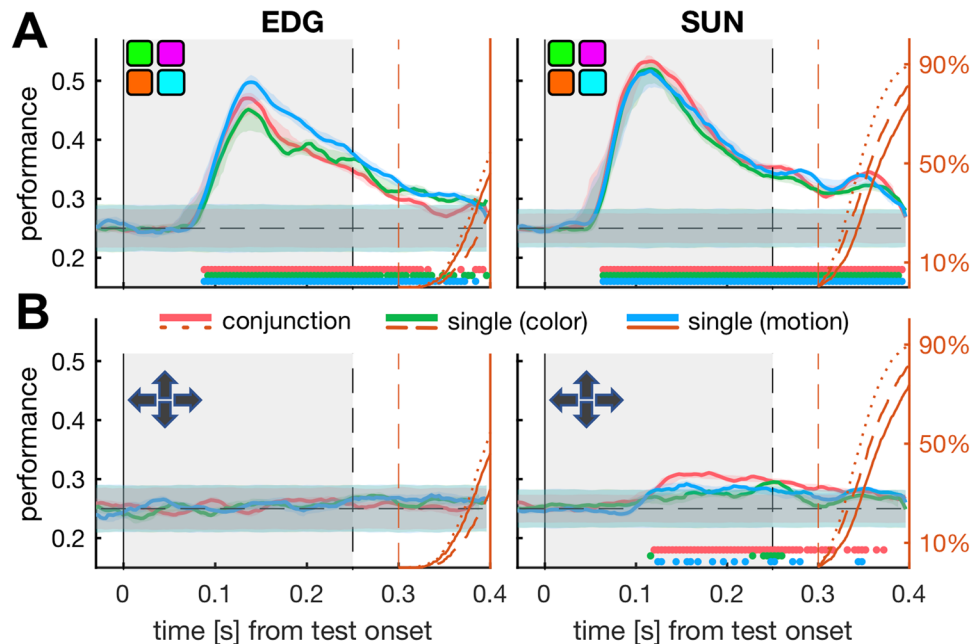 A
EDG
SUN
0.5
0.4
0.3
0.2
performance
90%
50%
10%
B
conjunction
single (color)
single (motion)
0.5
0.4
0.3
0.2
performance
90%
50%
10%
0 0.1 0.2 0.3 0.4
0 0.1 0.2 0.3 0.4
time [s] from test onset
time [s] from test onset